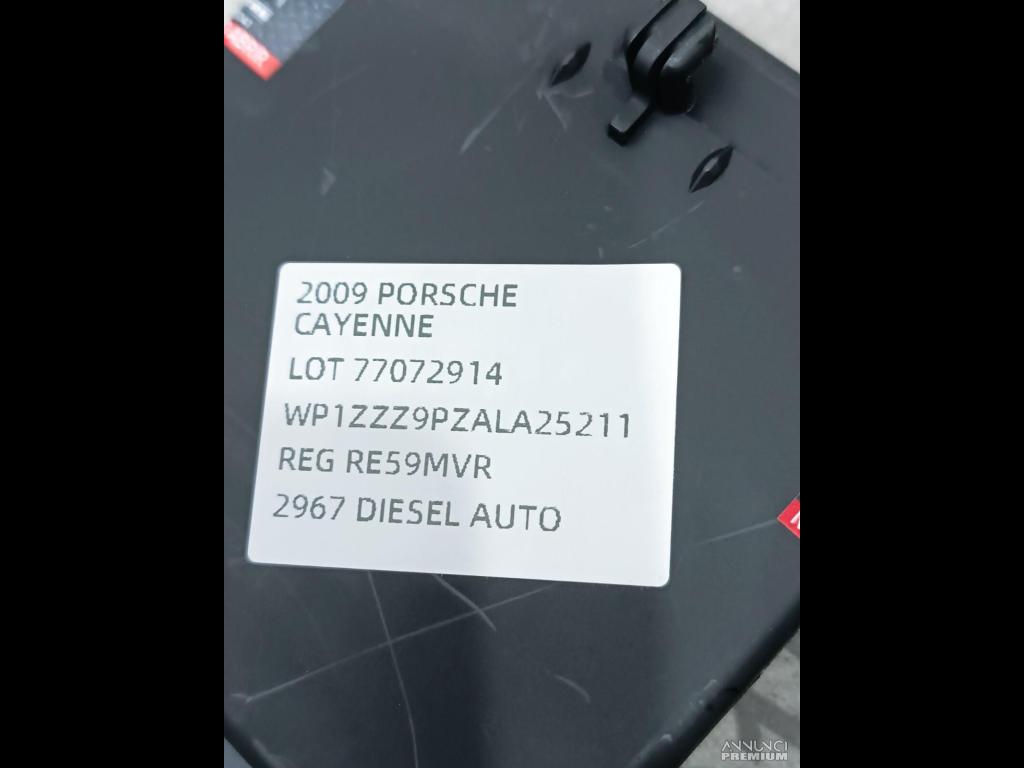 2009 PORSCHE
CAYENNE
LOT 77072914
WP1ZZZ9PZALA25211
REG RE59MVR
2967 DIESEL AUTO
ANNUNCI
PREMIUM